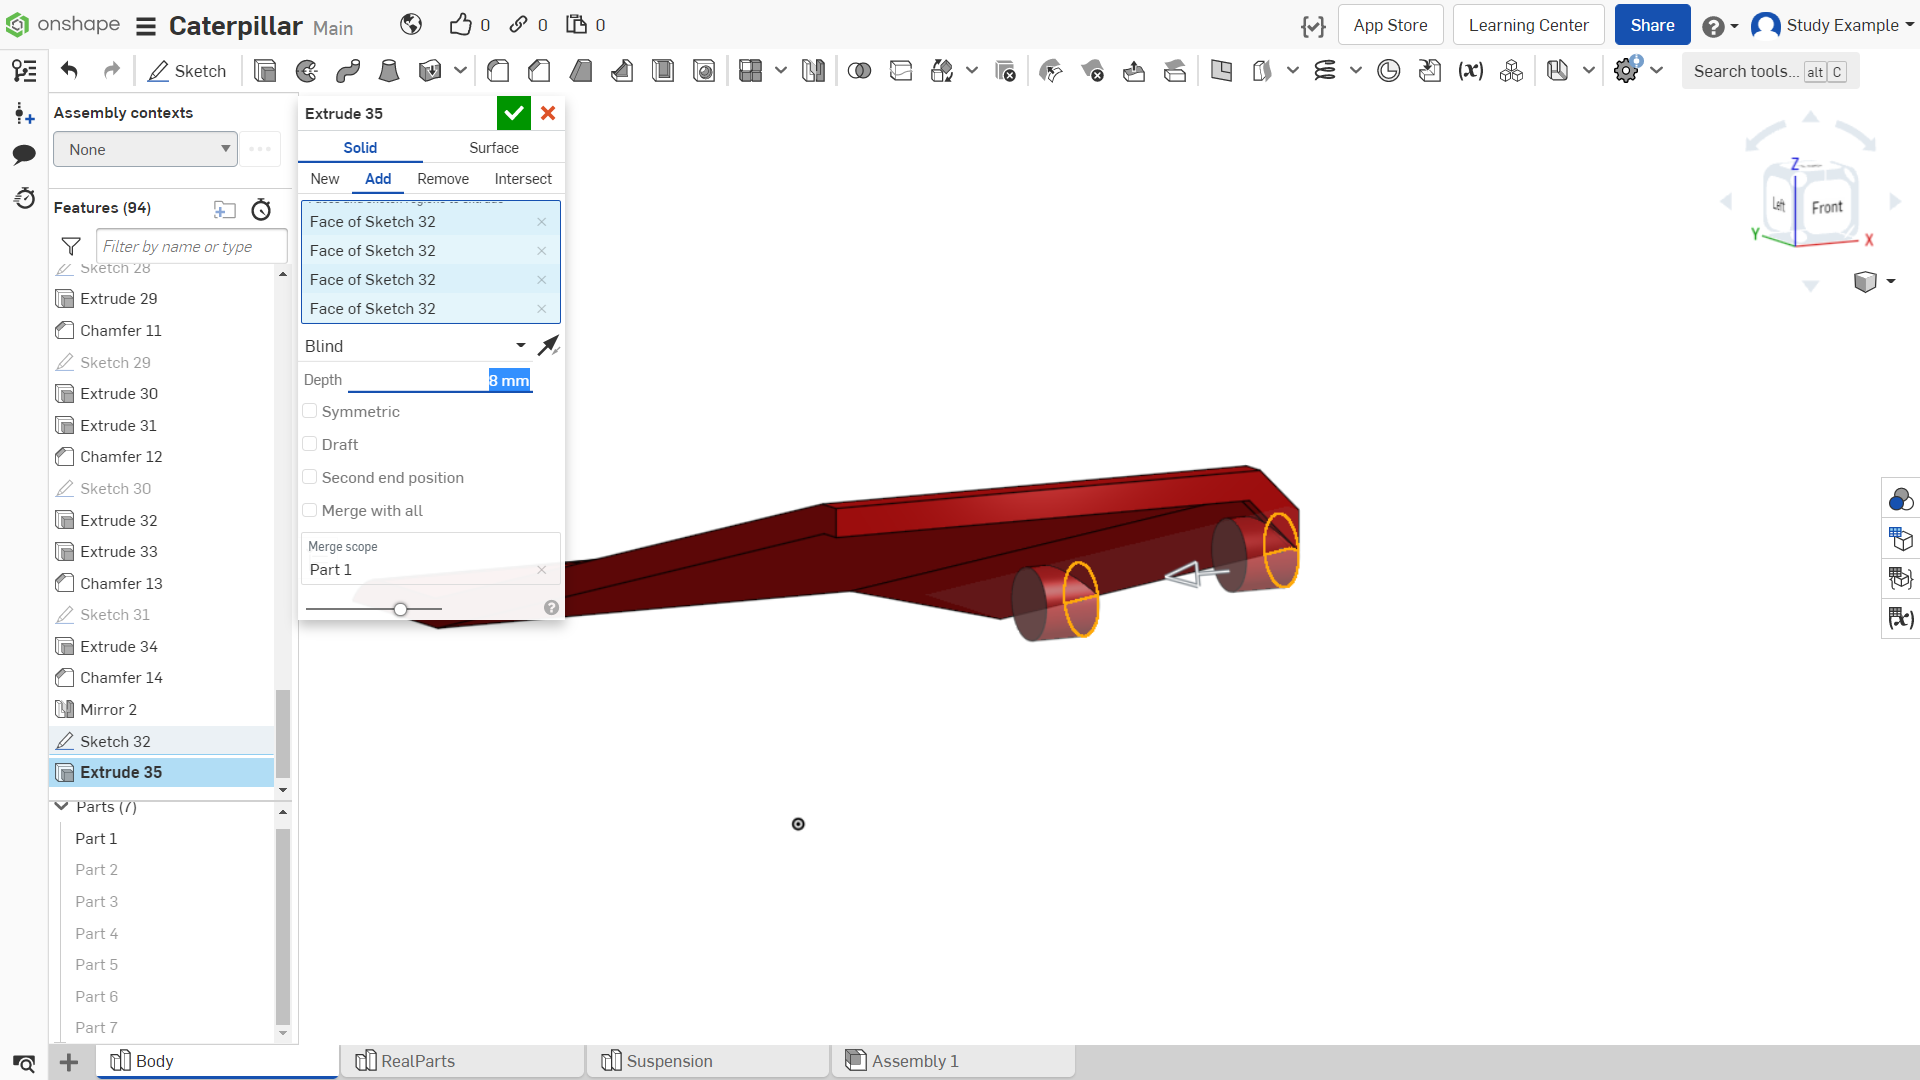 onshape Caterpillar Main 0 0 0 App Store Learning Center Share Study Example
Sketch Search tools... alt C
Assembly contexts
None
Features (94)
Filter by name or type
Sketch 28
Extrude 29
Chamfer 11
Sketch 29
Extrude 30
Extrude 31
Chamfer 12
Sketch 30
Extrude 32
Extrude 33
Chamfer 13
Sketch 31
Extrude 34
Chamfer 14
Mirror 2
Sketch 32
Extrude 35
Parts (7)
Part 1
Part 2
Part 3
Part 4
Part 5
Part 6
Part 7
Extrude 35
Solid Surface
New Add Remove Intersect
Faces and sketch regions to extrude
Face of Sketch 32
Face of Sketch 32
Face of Sketch 32
Face of Sketch 32
Blind
Depth 8 mm
Symmetric
Draft
Second end position
Merge with all
Merge scope
Part 1
Z
Left Front
Y X
Body RealParts Suspension Assembly 1